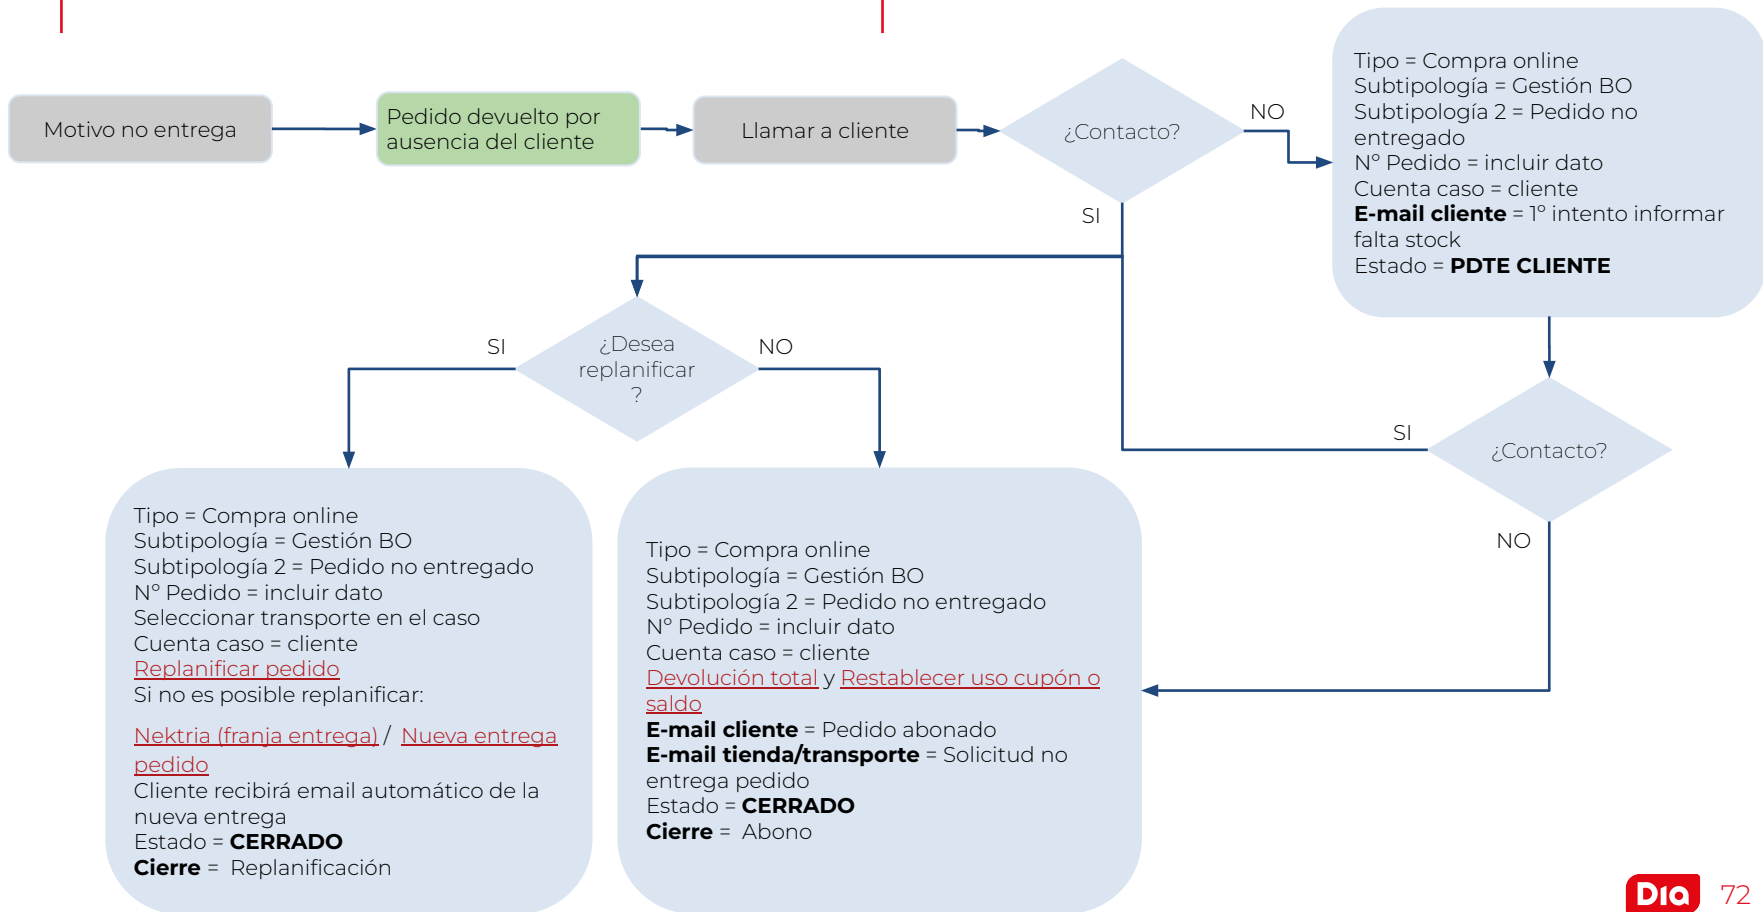 Motivo no entrega
Pedido devuelto por
ausencia del cliente
Llamar a cliente
¿Contacto?
NO
SI
Tipo = Compra online
Subtipología = Gestión BO
Subtipología 2 = Pedido no
entregado
Nº Pedido = incluir dato
Cuenta caso = cliente
E-mail cliente = 1º intento informar
falta stock
Estado = PDTE CLIENTE
¿Contacto?
SI
NO
¿Desea
replanificar
?
SI
NO
Tipo = Compra online
Subtipología = Gestión BO
Subtipología 2 = Pedido no entregado
Nº Pedido = incluir dato
Seleccionar transporte en el caso
Cuenta caso = cliente
Replanificar pedido
Si no es posible replanificar:
Nektria (franja entrega) / Nueva entrega
pedido
Cliente recibirá email automático de la
nueva entrega
Estado = CERRADO
Cierre = Replanificación
Tipo = Compra online
Subtipología = Gestión BO
Subtipología 2 = Pedido no entregado
Nº Pedido = incluir dato
Cuenta caso = cliente
Devolución total y Restablecer uso cupón o
saldo
E-mail cliente = Pedido abonado
E-mail tienda/transporte = Solicitud no
entrega pedido
Estado = CERRADO
Cierre = Abono
Dia
72